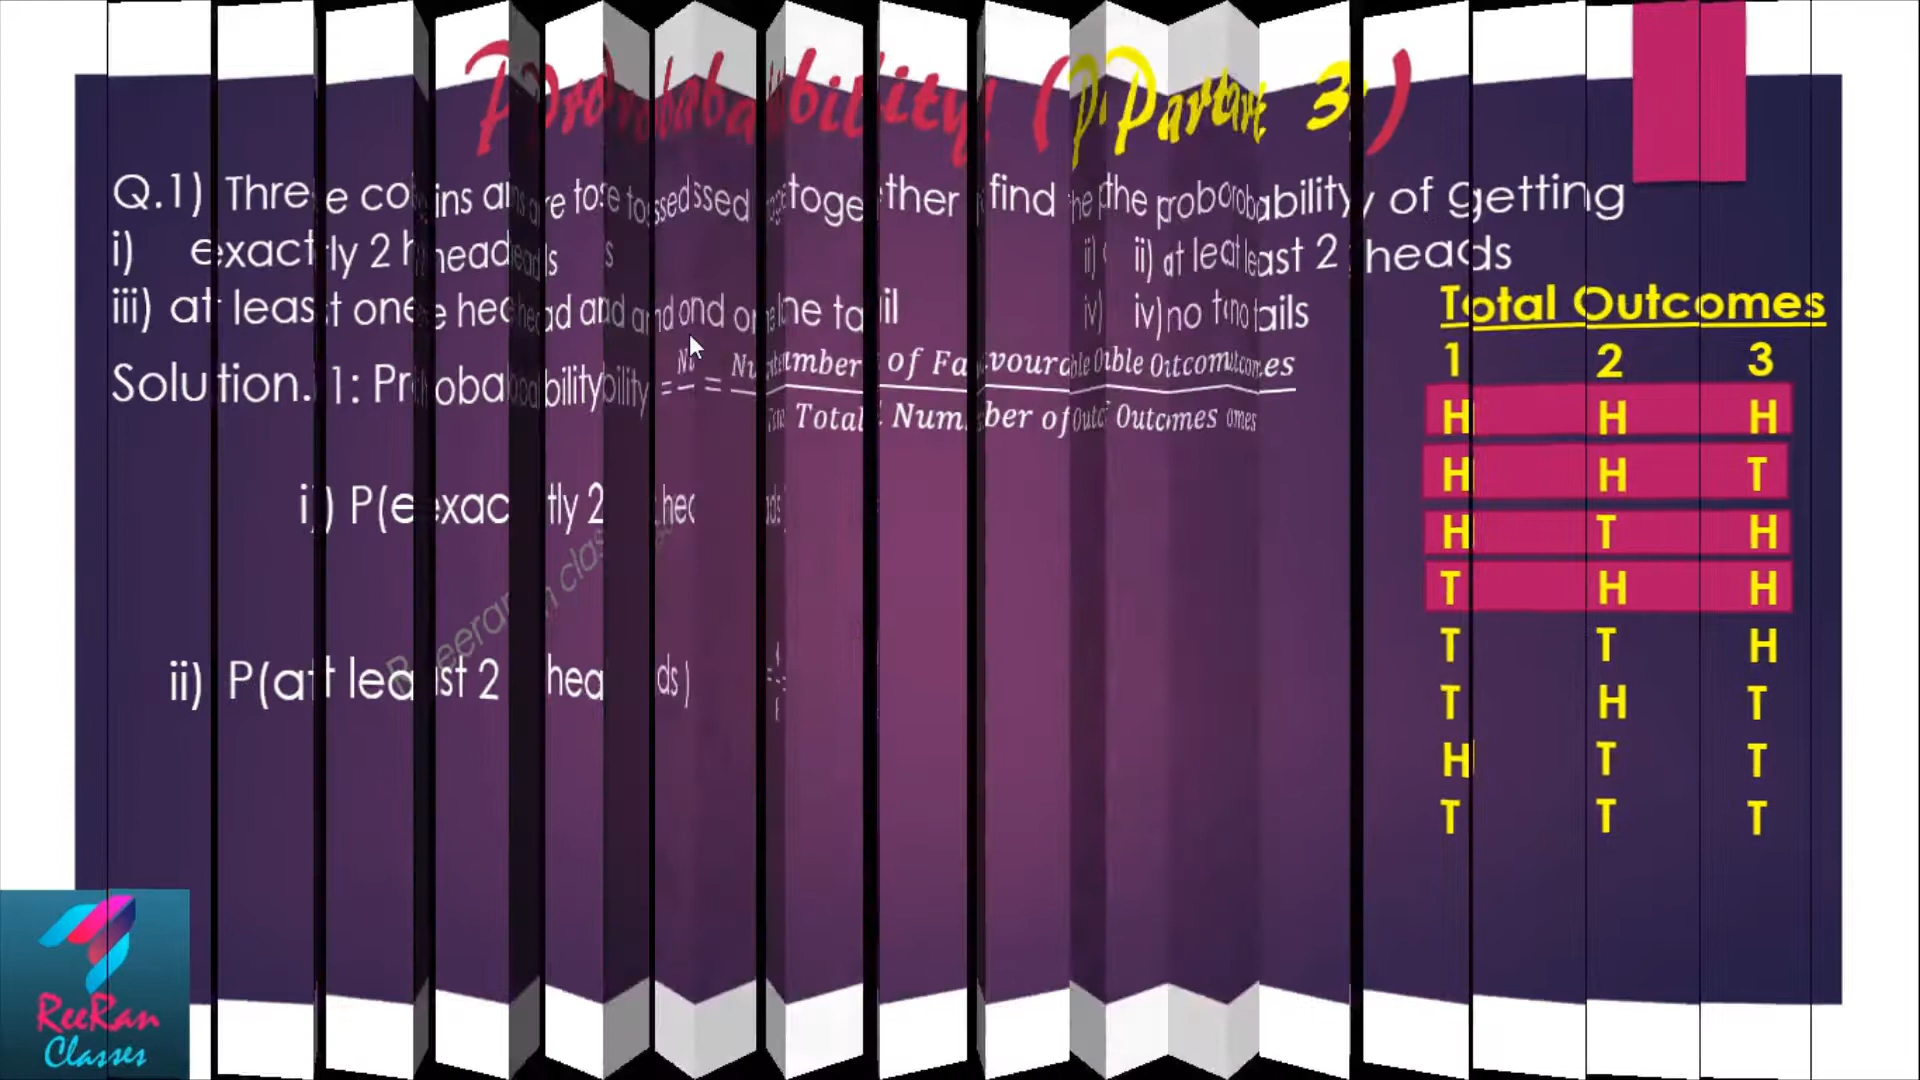 Probability! (Part 3)
Q.1) Three coins are tossed together find the probability of getting
i) exactly 2 heads ii) at least 2 heads
iii) at least one head and one tail iv) no tails
Solution. 1: Probability = Number of Favourable Outcomes
Total Number of Outcomes
i) P(exactly 2 heads)
ii) P(at least 2 heads) =
Reeran clas
Total Outcomes
1 2 3
H H H
H H T
H T H
T H H
T T H
T H T
H T T
T T T
ReeRan
Classes